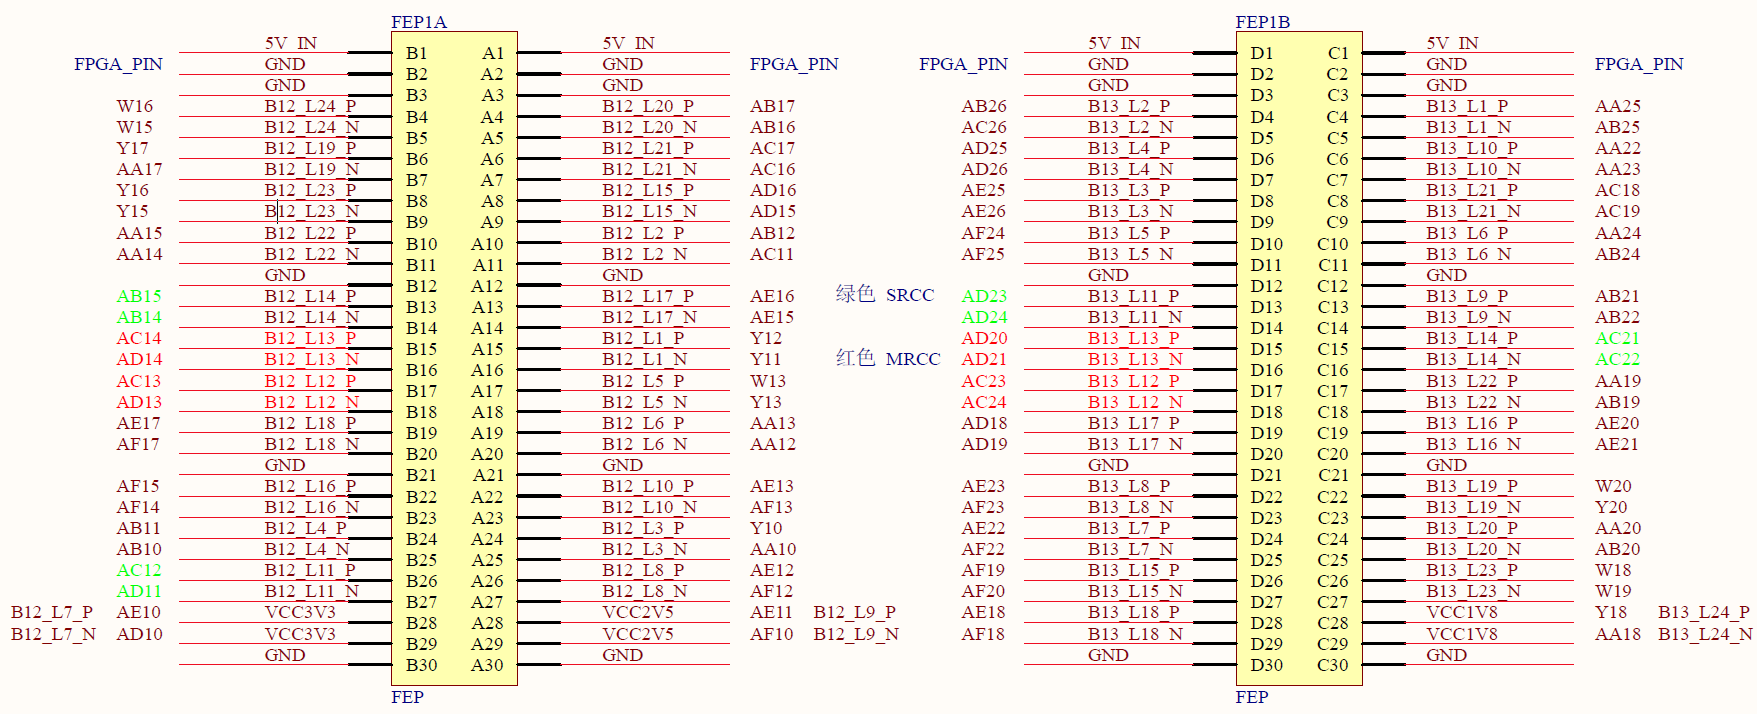 FEP1A FEP1B
5V_IN B1 A1 5V_IN 5V_IN D1 C1 5V_IN
FPGA_PIN GND B2 A2 GND FPGA_PIN FPGA_PIN GND D2 C2 GND FPGA_PIN
GND B3 A3 GND GND D3 C3 GND
W16 B12_L24_P B4 A4 B12_L20_P AB17 AB26 B13_L2_P D4 C4 B13_L1_P AA25
W15 B12_L24_N B5 A5 B12_L20_N AB16 AC26 B13_L2_N D5 C5 B13_L1_N AB25
Y17 B12_L19_P B6 A6 B12_L21_P AC17 AD25 B13_L4_P D6 C6 B13_L10_P AA22
AA17 B12_L19_N B7 A7 B12_L21_N AC16 AD26 B13_L4_N D7 C7 B13_L10_N AA23
Y16 B12_L23_P B8 A8 B12_L15_P AD16 AE25 B13_L3_P D8 C8 B13_L21_P AC18
Y15 B12_L23_N B9 A9 B12_L15_N AD15 AE26 B13_L3_N D9 C9 B13_L21_N AC19
AA15 B12_L22_P B10 A10 B12_L2_P AB12 AF24 B13_L5_P D10 C10 B13_L6_P AA24
AA14 B12_L22_N B11 A11 B12_L2_N AC11 AF25 B13_L5_N D11 C11 B13_L6_N AB24
GND B12 A12 GND GND D12 C12 GND
AB15 B12_L14_P B13 A13 B12_L17_P AE16 绿色 SRCC AD23 B13_L11_P D13 C13 B13_L9_P AB21
AB14 B12_L14_N B14 A14 B12_L17_N AE15 AD24 B13_L11_N D14 C14 B13_L9_N AB22
AC14 B12_L13_P B15 A15 B12_L1_P Y12 AD20 B13_L13_P D15 C15 B13_L14_P AC21
AD14 B12_L13_N B16 A16 B12_L1_N Y11 红色 MRCC AD21 B13_L13_N D16 C16 B13_L14_N AC22
AC13 B12_L12_P B17 A17 B12_L5_P W13 AC23 B13_L12_P D17 C17 B13_L22_P AA19
AD13 B12_L12_N B18 A18 B12_L5_N Y13 AC24 B13_L12_N D18 C18 B13_L22_N AB19
AE17 B12_L18_P B19 A19 B12_L6_P AA13 AD18 B13_L17_P D19 C19 B13_L16_P AE20
AF17 B12_L18_N B20 A20 B12_L6_N AA12 AD19 B13_L17_N D20 C20 B13_L16_N AE21
GND B21 A21 GND GND D21 C21 GND
AF15 B12_L16_P B22 A22 B12_L10_P AE13 AE23 B13_L8_P D22 C22 B13_L19_P W20
AF14 B12_L16_N B23 A23 B12_L10_N AF13 AF23 B13_L8_N D23 C23 B13_L19_N Y20
AB11 B12_L4_P B24 A24 B12_L3_P Y10 AE22 B13_L7_P D24 C24 B13_L20_P AA20
AB10 B12_L4_N B25 A25 B12_L3_N AA10 AF22 B13_L7_N D25 C25 B13_L20_N AB20
AC12 B12_L11_P B26 A26 B12_L8_P AE12 AF19 B13_L15_P D26 C26 B13_L23_P W18
AD11 B12_L11_N B27 A27 B12_L8_N AF12 AF20 B13_L15_N D27 C27 B13_L23_N W19
B12_L7_P AE10 VCC3V3 B28 A28 VCC2V5 AE11 B12_L9_P AE18 B13_L18_P D28 C28 VCC1V8 Y18 B13_L24_P
B12_L7_N AD10 VCC3V3 B29 A29 VCC2V5 AF10 B12_L9_N AF18 B13_L18_N D29 C29 VCC1V8 AA18 B13_L24_N
GND B30 A30 GND GND D30 C30 GND
FEP FEP